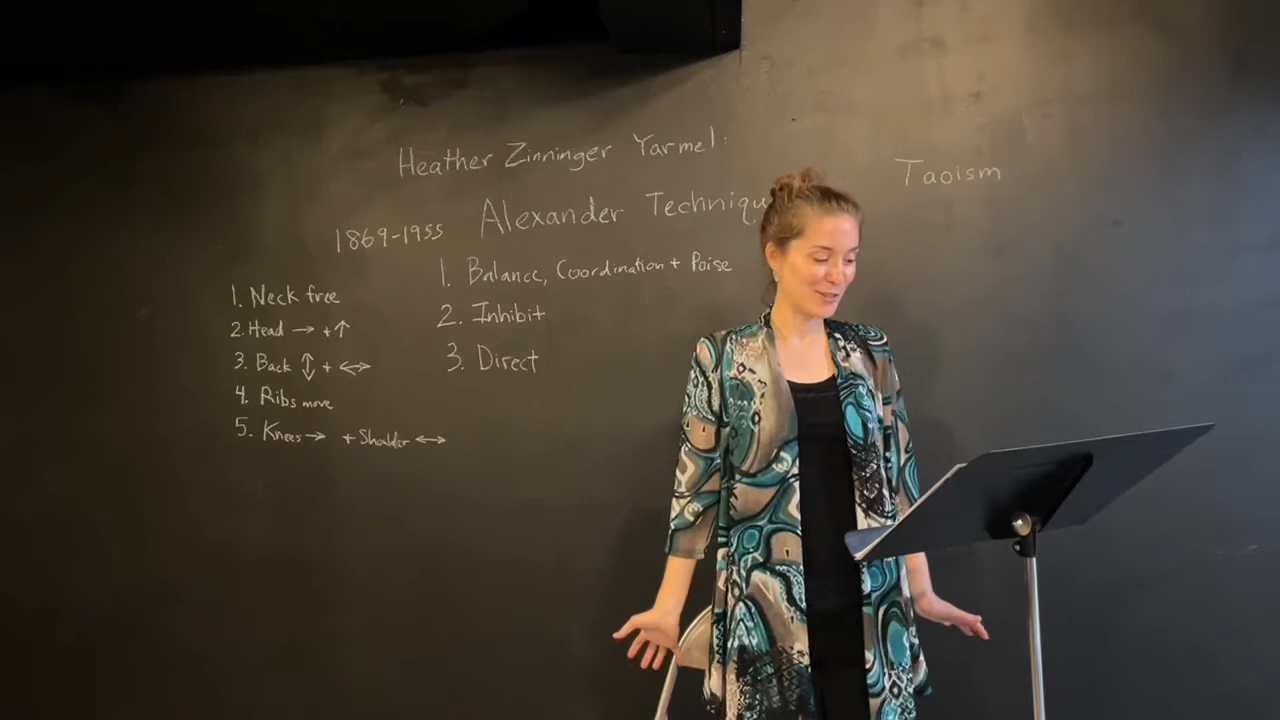 Heather Zinninger Yarmel:
Taoism
1869-1955 Alexander Techniqu
1. Balance, Coordination + Poise
2. Inhibit
3. Direct
1. Neck free
2. Head → + ↑
3. Back ↕ + ↔
4. Ribs move
5. Knees → + Shoulder ↔